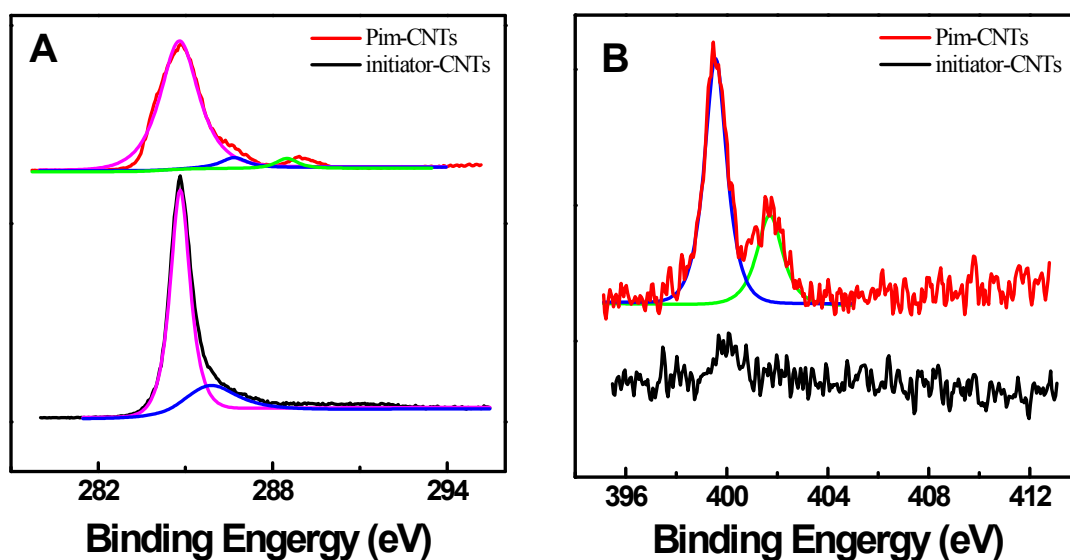 A
Pim-CNTs
initiator-CNTs
282
288
294
Binding Engergy (eV)
B
Pim-CNTs
initiator-CNTs
396
400
404
408
412
Binding Engergy (eV)